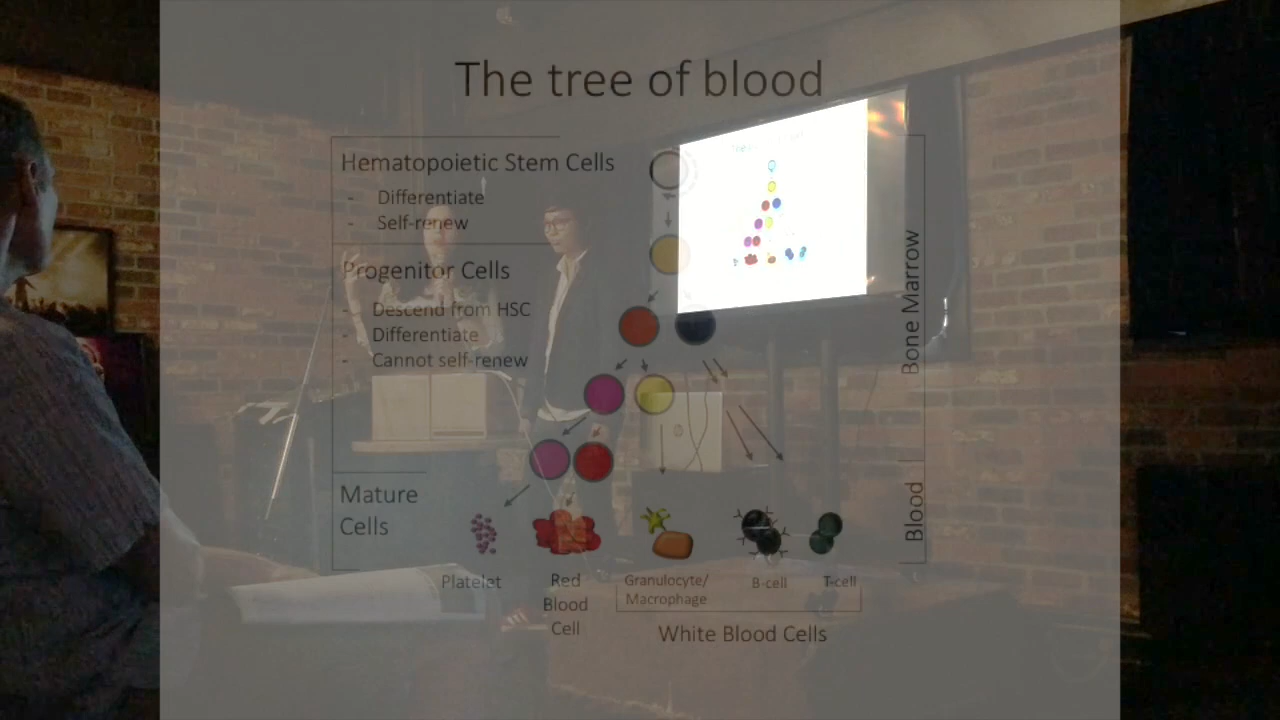 The tree of blood
Hematopoietic Stem Cells
- Differentiate
- Self-renew
Progenitor Cells
- Descend from HSC
- Differentiate
- Cannot self-renew
Mature
Cells
Bone Marrow
Blood
Platelet
Red
Blood
Cell
Granulocyte/
Macrophage
B-cell
T-cell
White Blood Cells